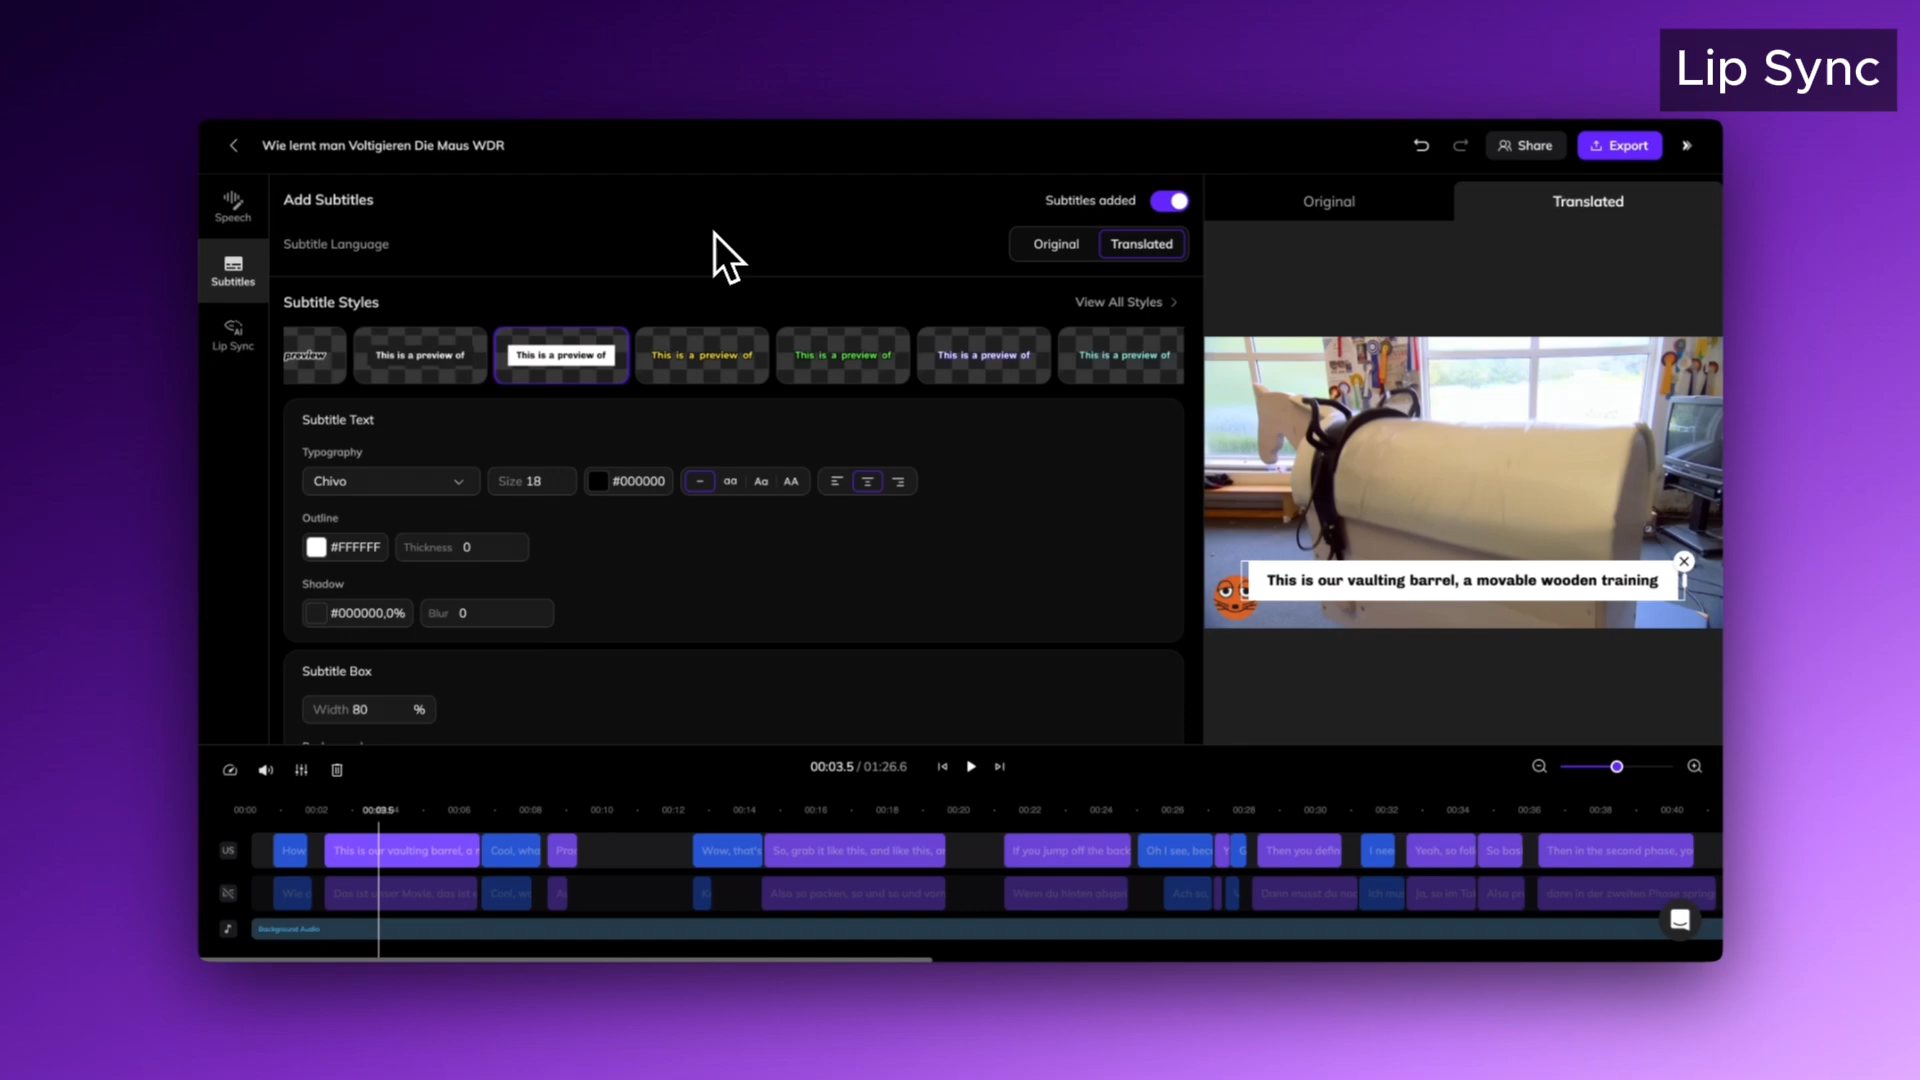 Lip Sync
Wie lernt man Voltigieren Die Maus WDR
Share
Export
Speech
Subtitles
Lip Sync
Add Subtitles
Subtitles added
Subtitle Language
Original
Translated
Subtitle Styles
View All Styles
preview
This is a preview of
This is a preview of
This is a preview of
This is a preview of
This is a preview of
This is a preview of
Subtitle Text
Typography
Chivo
Size 18
#000000
aa
Aa
AA
Outline
#FFFFFF
Thickness 0
Shadow
#000000,0%
Blur 0
Subtitle Box
Width 80 %
Original
Translated
This is our vaulting barrel, a movable wooden training
00:03.5 / 01:26.6
00:00 00:02 00:03.5 00:06 00:08 00:10 00:12 00:14 00:16 00:18 00:20 00:22 00:24 00:26 00:28 00:30 00:32 00:34 00:36 00:38 00:40
US
How
This is our vaulting barrel, a
Cool, wha
Prac
Wow, that's
So, grab it like this, and like this, a
If you jump off the back
Oh I see, bec
Y
G
Then you defin
I nee
Yeah, so foll
So bas
Then in the second phase, yo
Das ist unser Movie, das ist
Cool, wo
Also so packen, so und so und vorn
Wenn du hinten abspr
Ach so,
Dann musst du noc
ich mus
Ja, so im Ta
Also pr
dann in der zweiten Phase spring
Background Audio